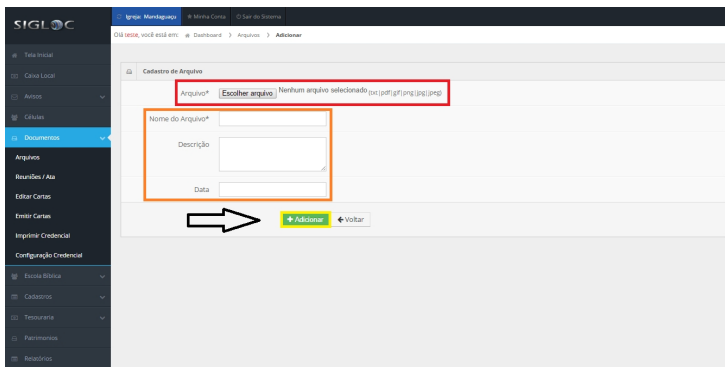 SIGLOC
Igreja: Mandaguaçu
Minha Conta
Sair do Sistema
Olá teste, você está em: Dashboard > Arquivos > Adicionar
Tela Inicial
Caixa Local
Avisos
Células
Documentos
Arquivos
Reuniões / Ata
Editar Cartas
Emitir Cartas
Imprimir Credencial
Configuração Credencial
Escola Bíblica
Cadastros
Tesouraria
Patrimonios
Relatórios
Cadastro de Arquivo
Arquivo* Escolher arquivo Nenhum arquivo selecionado (txt|pdf|gif|png|jpg|jpeg)
Nome do Arquivo*
Descrição
Data
+ Adicionar
Voltar